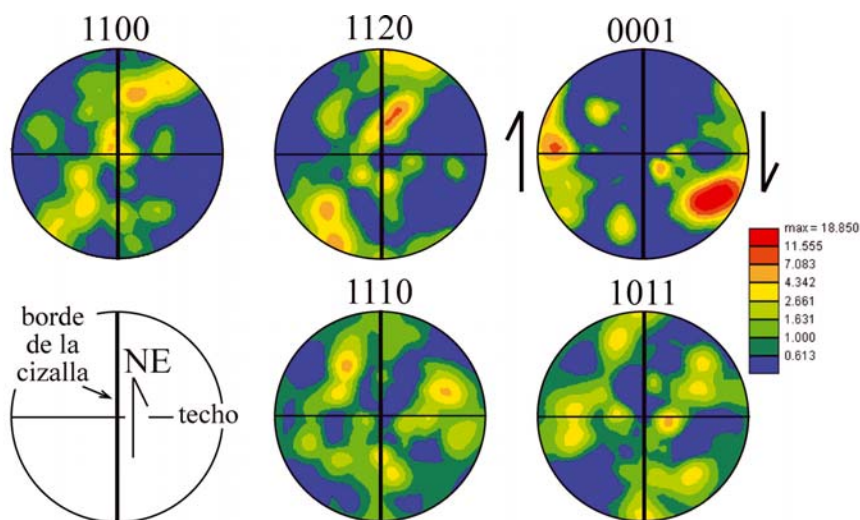 1100
1120
0001
max = 18.850
11.555
7.083
4.342
2.661
1.631
1.000
0.613
borde
de la
cizalla
NE
techo
1110
1011